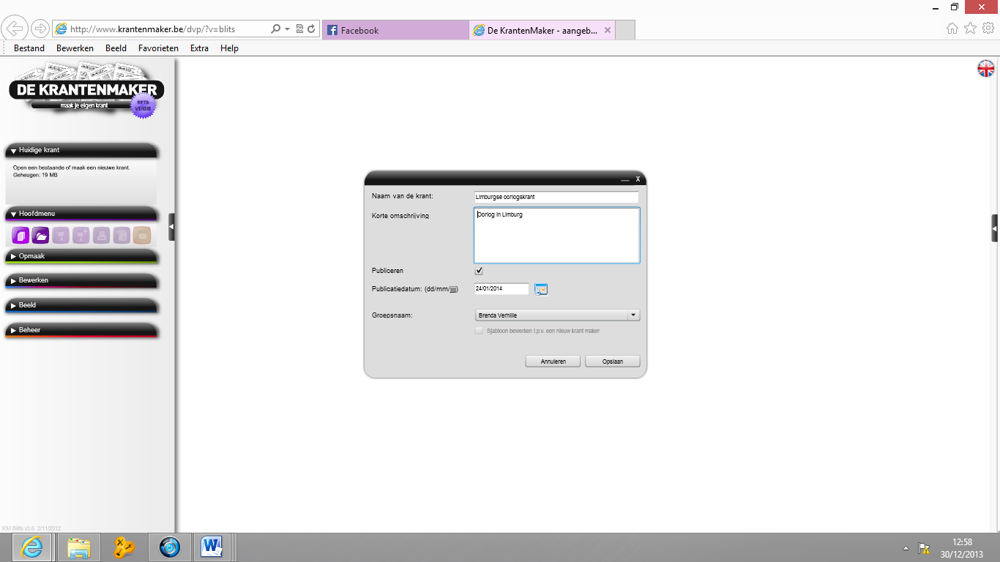 http://www.krantenmaker.be/dvp/?v=blits
Facebook
De KrantenMaker - aangeb...
Bestand Bewerken Beeld Favorieten Extra Help
DE KRANTENMAKER
maak je eigen krant
BETA
VERSIE
Huidige krant
Open een bestaande of maak een nieuwe krant.
Geheugen: 19 MB
Hoofdmenu
Opmaak
Bewerken
Beeld
Beheer
KM Blits v3.6 2/11/2012
X
Naam van de krant: Limburgse oorlogskrant
Korte omschrijving Oorlog in Limburg
Publiceren
Publicatiedatum: (dd/mm/jjjj) 24/01/2014
Groepsnaam: Brenda Verhille
Sjabloon bewerken i.p.v. een nieuw krant maken
Annuleren Opslaan
12:58
30/12/2013